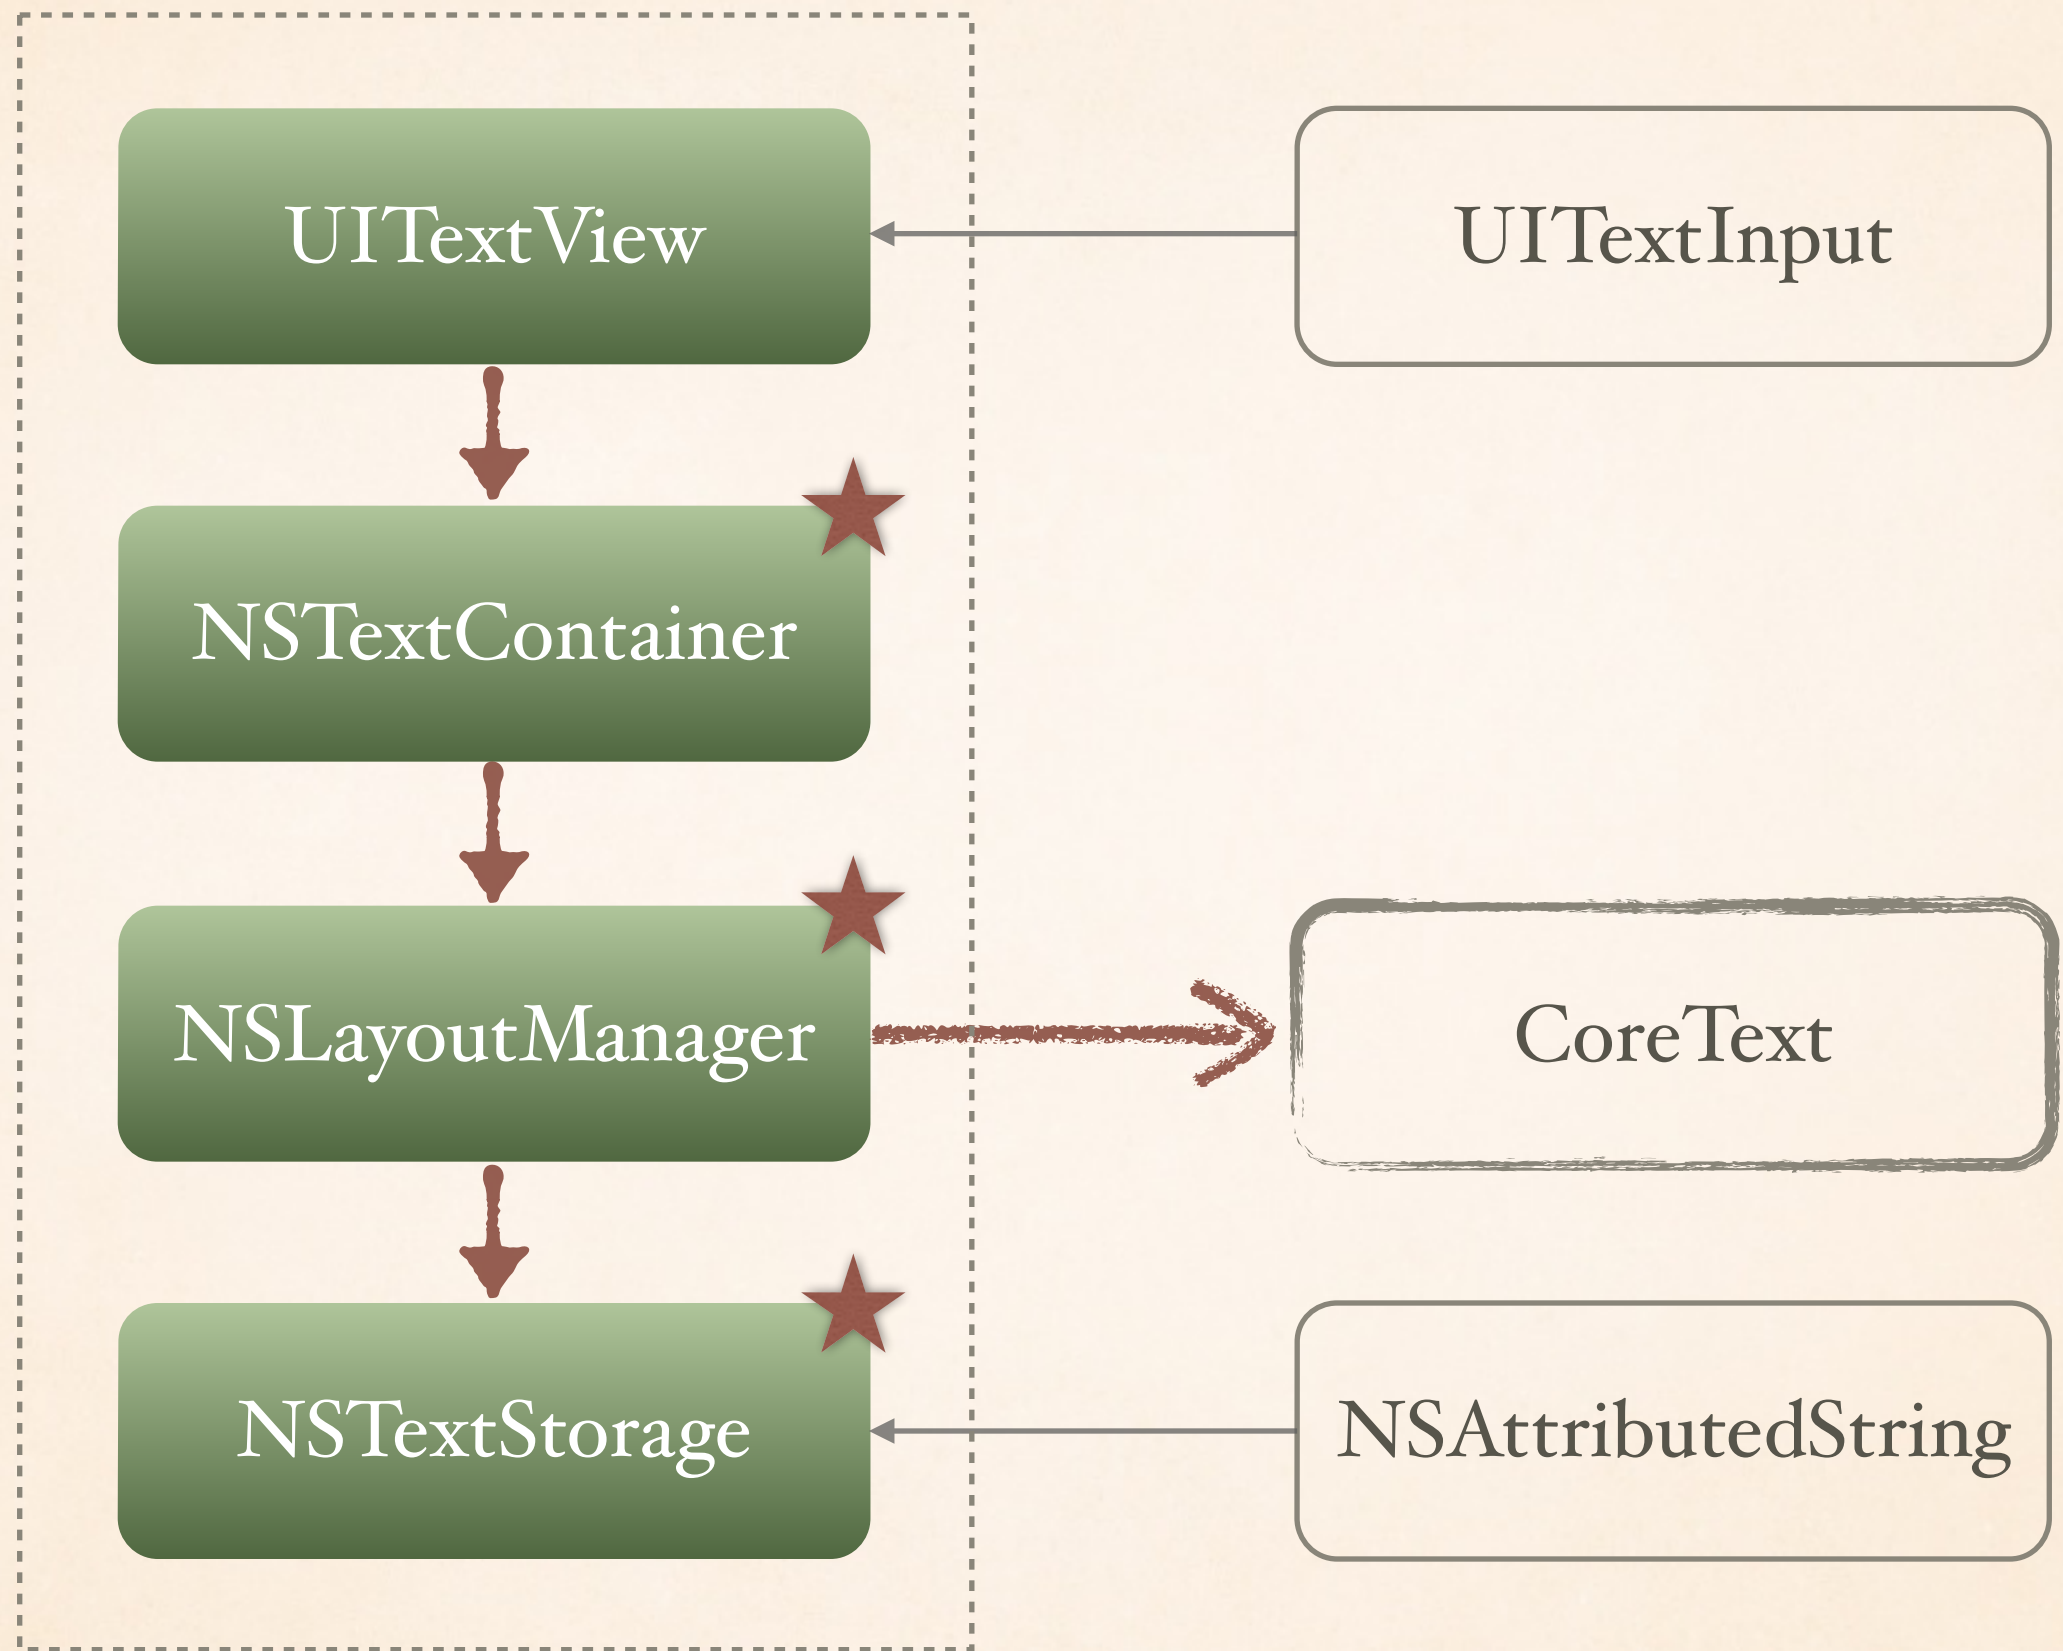 UITextView
UITextInput
NSTextContainer
NSLayoutManager
CoreText
NSTextStorage
NSAttributedString